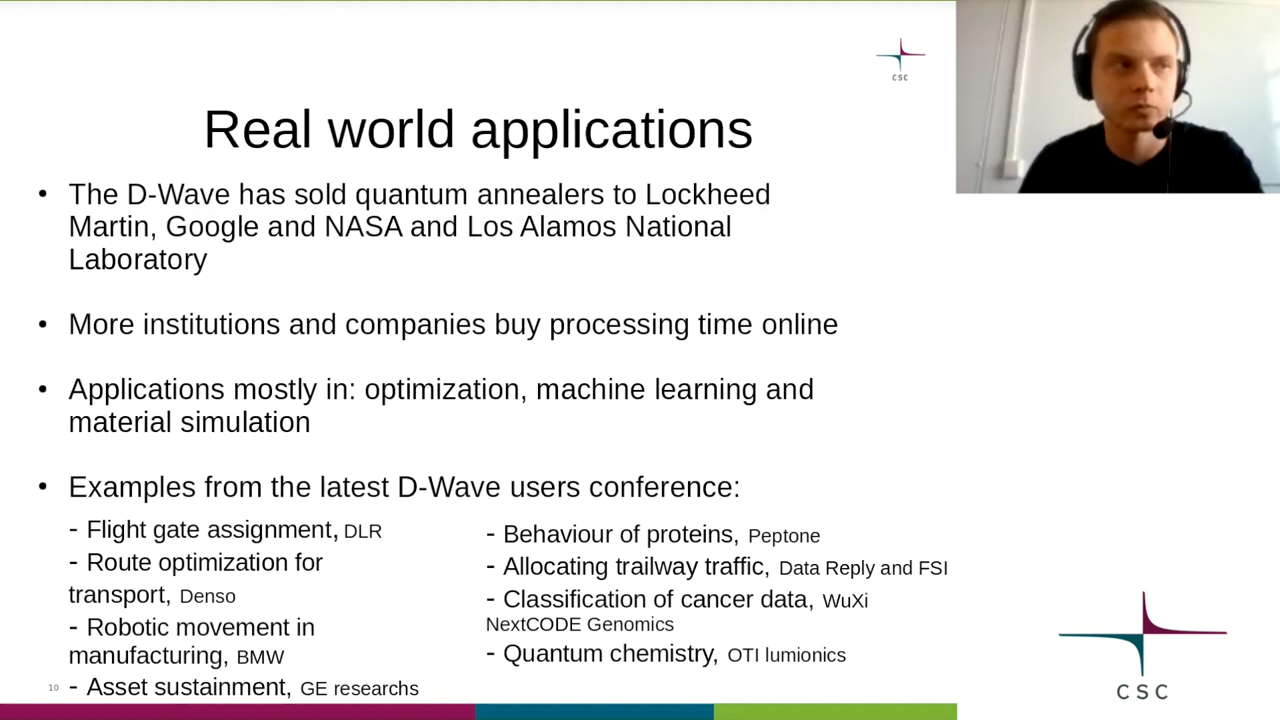 CSC
Real world applications
• The D-Wave has sold quantum annealers to Lockheed
Martin, Google and NASA and Los Alamos National
Laboratory
• More institutions and companies buy processing time online
• Applications mostly in: optimization, machine learning and
material simulation
• Examples from the latest D-Wave users conference:
- Flight gate assignment, DLR
- Route optimization for
transport, Denso
- Robotic movement in
manufacturing, BMW
- Asset sustainment, GE researchs
- Behaviour of proteins, Peptone
- Allocating trailway traffic, Data Reply and FSI
- Classification of cancer data, WuXi
NextCODE Genomics
- Quantum chemistry, OTI lumionics
10
CSC